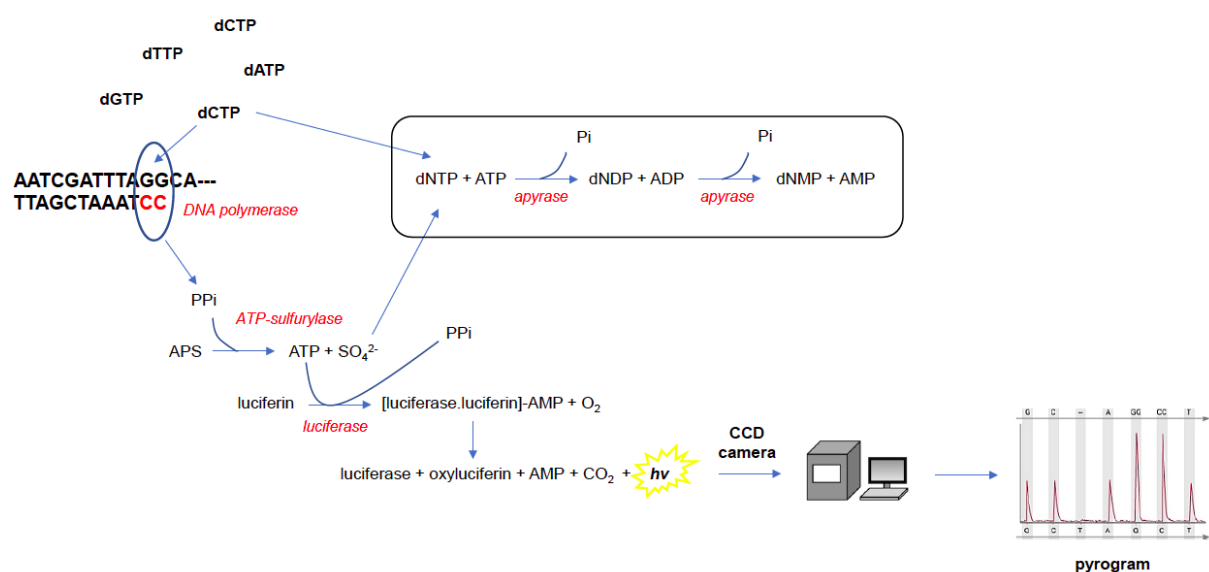 dCTP
dTTP
dATP
dGTP
dCTP
Pi
Pi
dNTP + ATP
dNDP + ADP
dNMP + AMP
apyrase
apyrase
AATCGATTTAGGCA---
TTAGCTAAATCC
DNA polymerase
PPi
ATP-sulfurylase
PPi
APS
ATP + SO₄²⁻
luciferin
[luciferase.luciferin]-AMP + O₂
luciferase
luciferase + oxyluciferin + AMP + CO₂ +
hv
CCD
camera
G C – A GG CC T
G C T A G C T
pyrogram